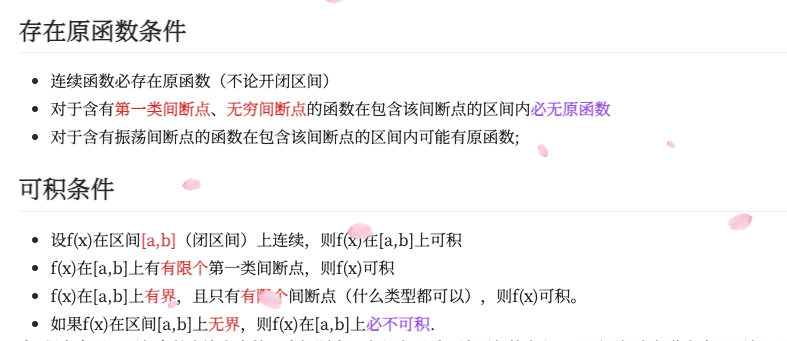 存在原函数条件
连续函数必存在原函数（不论开闭区间）
对于含有第一类间断点、无穷间断点的函数在包含该间断点的区间内必无原函数
对于含有振荡间断点的函数在包含该间断点的区间内可能有原函数;
可积条件
设f(x)在区间[a,b]（闭区间）上连续，则f(x)在[a,b]上可积
f(x)在[a,b]上有有限个第一类间断点，则f(x)可积
f(x)在[a,b]上有界，且只有有限个间断点（什么类型都可以），则f(x)可积。
如果f(x)在区间[a,b]上无界，则f(x)在[a,b]上必不可积.